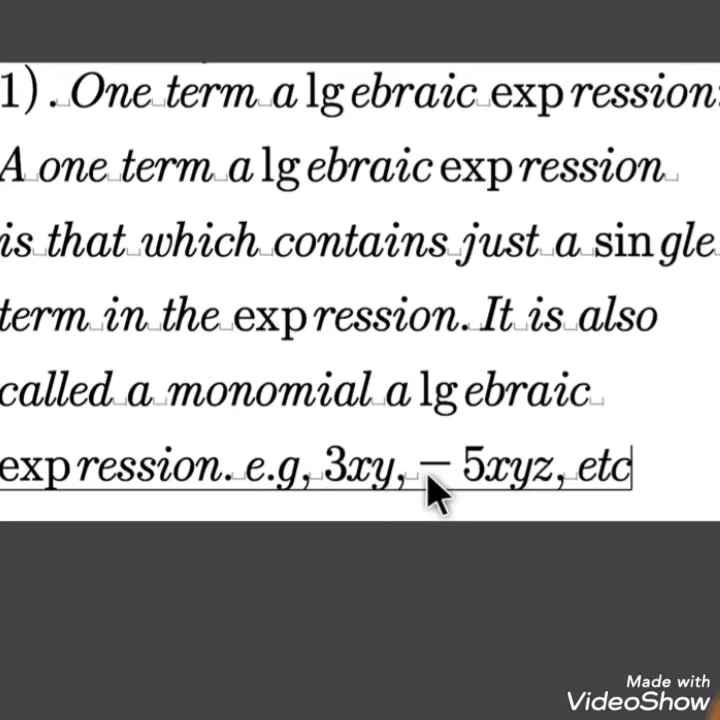 1). One term algebraic expression:
A one term algebraic expression
is that which contains just a single
term in the expression. It is also
called a monomial algebraic
expression. e.g, 3xy, − 5xyz, etc
Made with
VideoShow